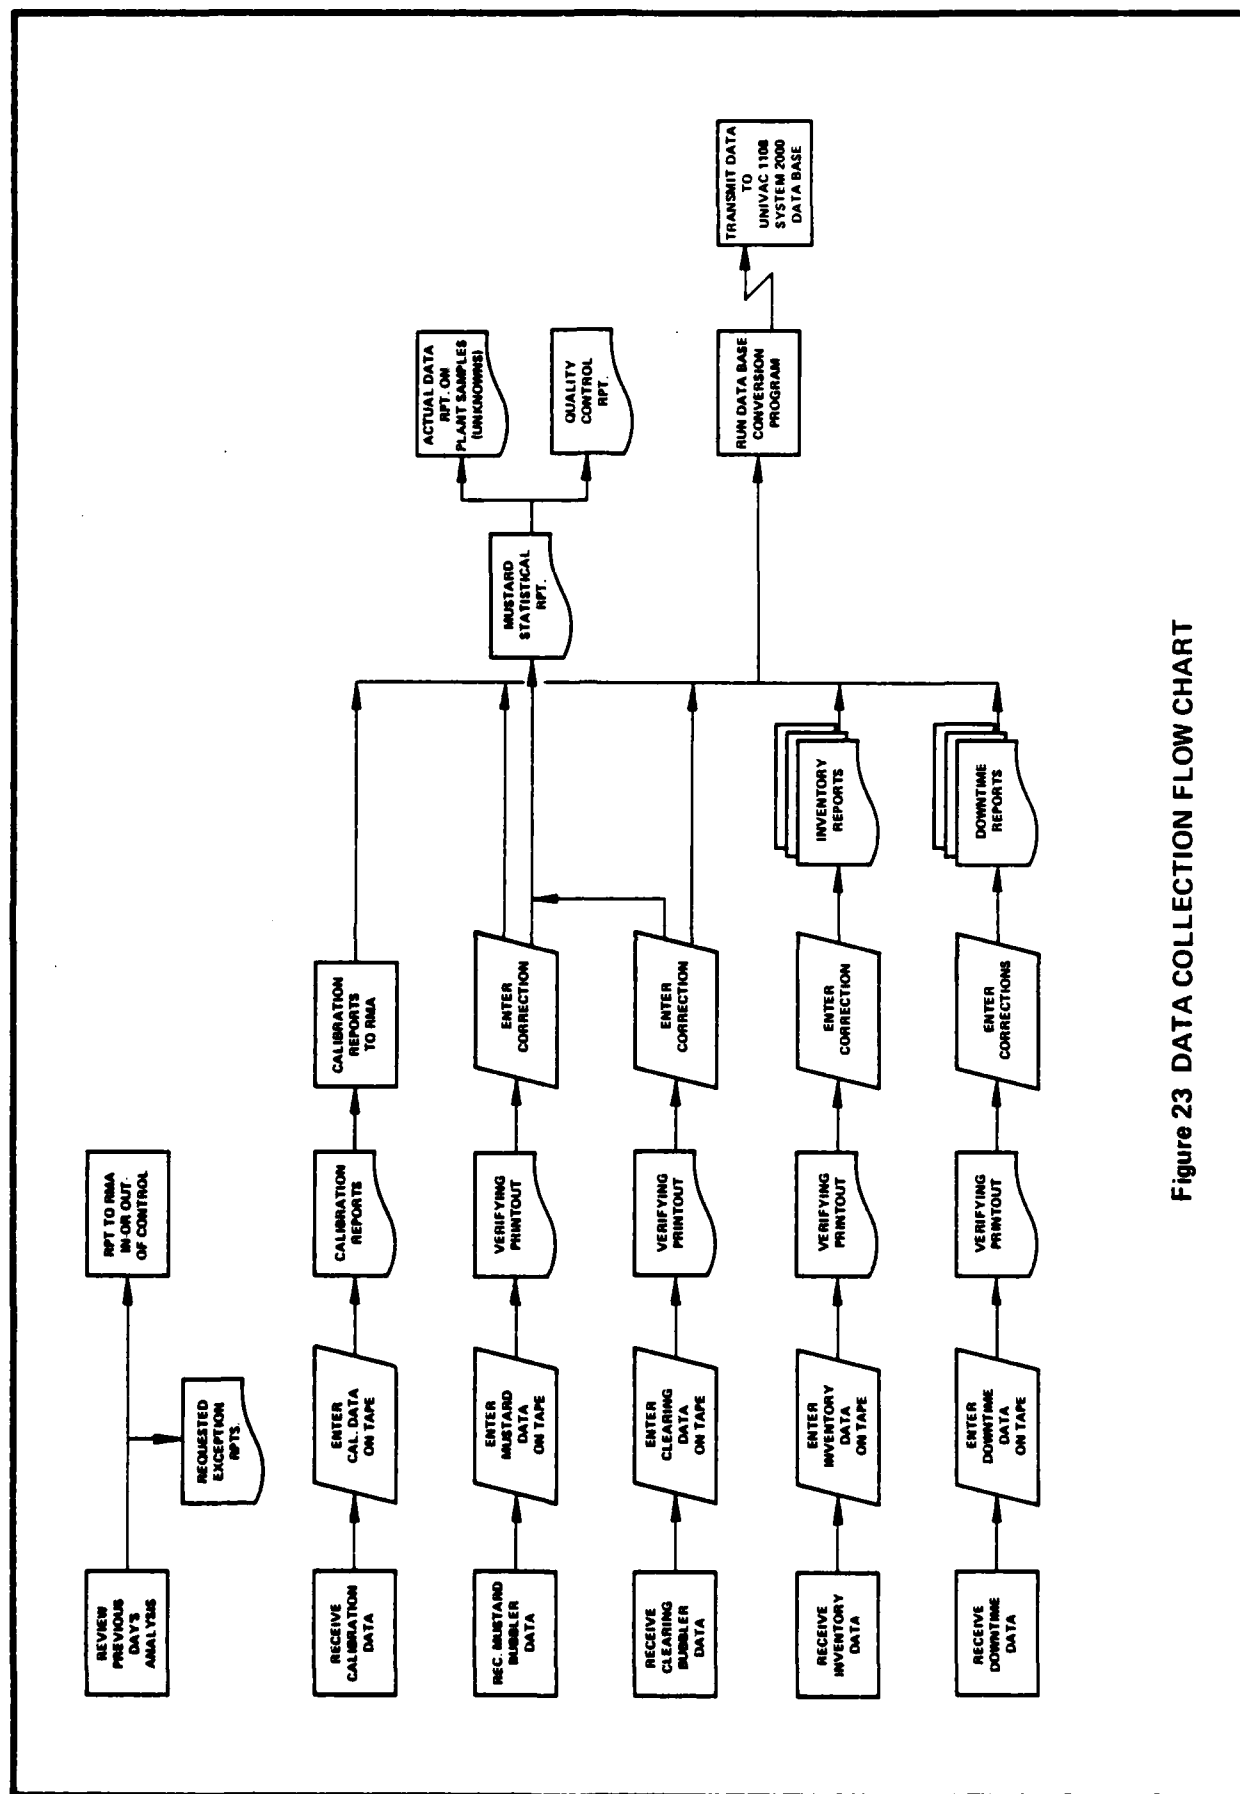 REVIEW
PREVIOUS
DAY'S
ANALYSIS
REQUESTED
EXCEPTION
RPTS.
RPT TO RMA
IN-OR OUT-
OF CONTROL
RECEIVE
CALIBRATION
DATA
ENTER
CAL. DATA
ON TAPE
CALIBRATION
REPORTS
CALIBRATION
REPORTS
TO RMA
REC. MUSTARD
BUBBLER
DATA
ENTER
MUSTARD
DATA
ON TAPE
VERIFYING
PRINTOUT
ENTER
CORRECTION
MUSTARD
STATISTICAL
RPT.
ACTUAL DATA
RPT. ON
PLANT SAMPLES
(UNKNOWNS)
QUALITY
CONTROL
RPT.
RECEIVE
CLEARING
BUBBLER
DATA
ENTER
CLEARING
DATA
ON TAPE
VERIFYING
PRINTOUT
ENTER
CORRECTION
RUN DATA BASE
CONVERSION
PROGRAM
TRANSMIT DATA
TO
UNIVAC 1108
SYSTEM 2000
DATA BASE
RECEIVE
INVENTORY
DATA
ENTER
INVENTORY
DATA
ON TAPE
VERIFYING
PRINTOUT
ENTER
CORRECTION
INVENTORY
REPORTS
RECEIVE
DOWNTIME
DATA
ENTER
DOWNTIME
DATA
ON TAPE
VERIFYING
PRINTOUT
ENTER
CORRECTIONS
DOWNTIME
REPORTS
Figure 23 DATA COLLECTION FLOW CHART